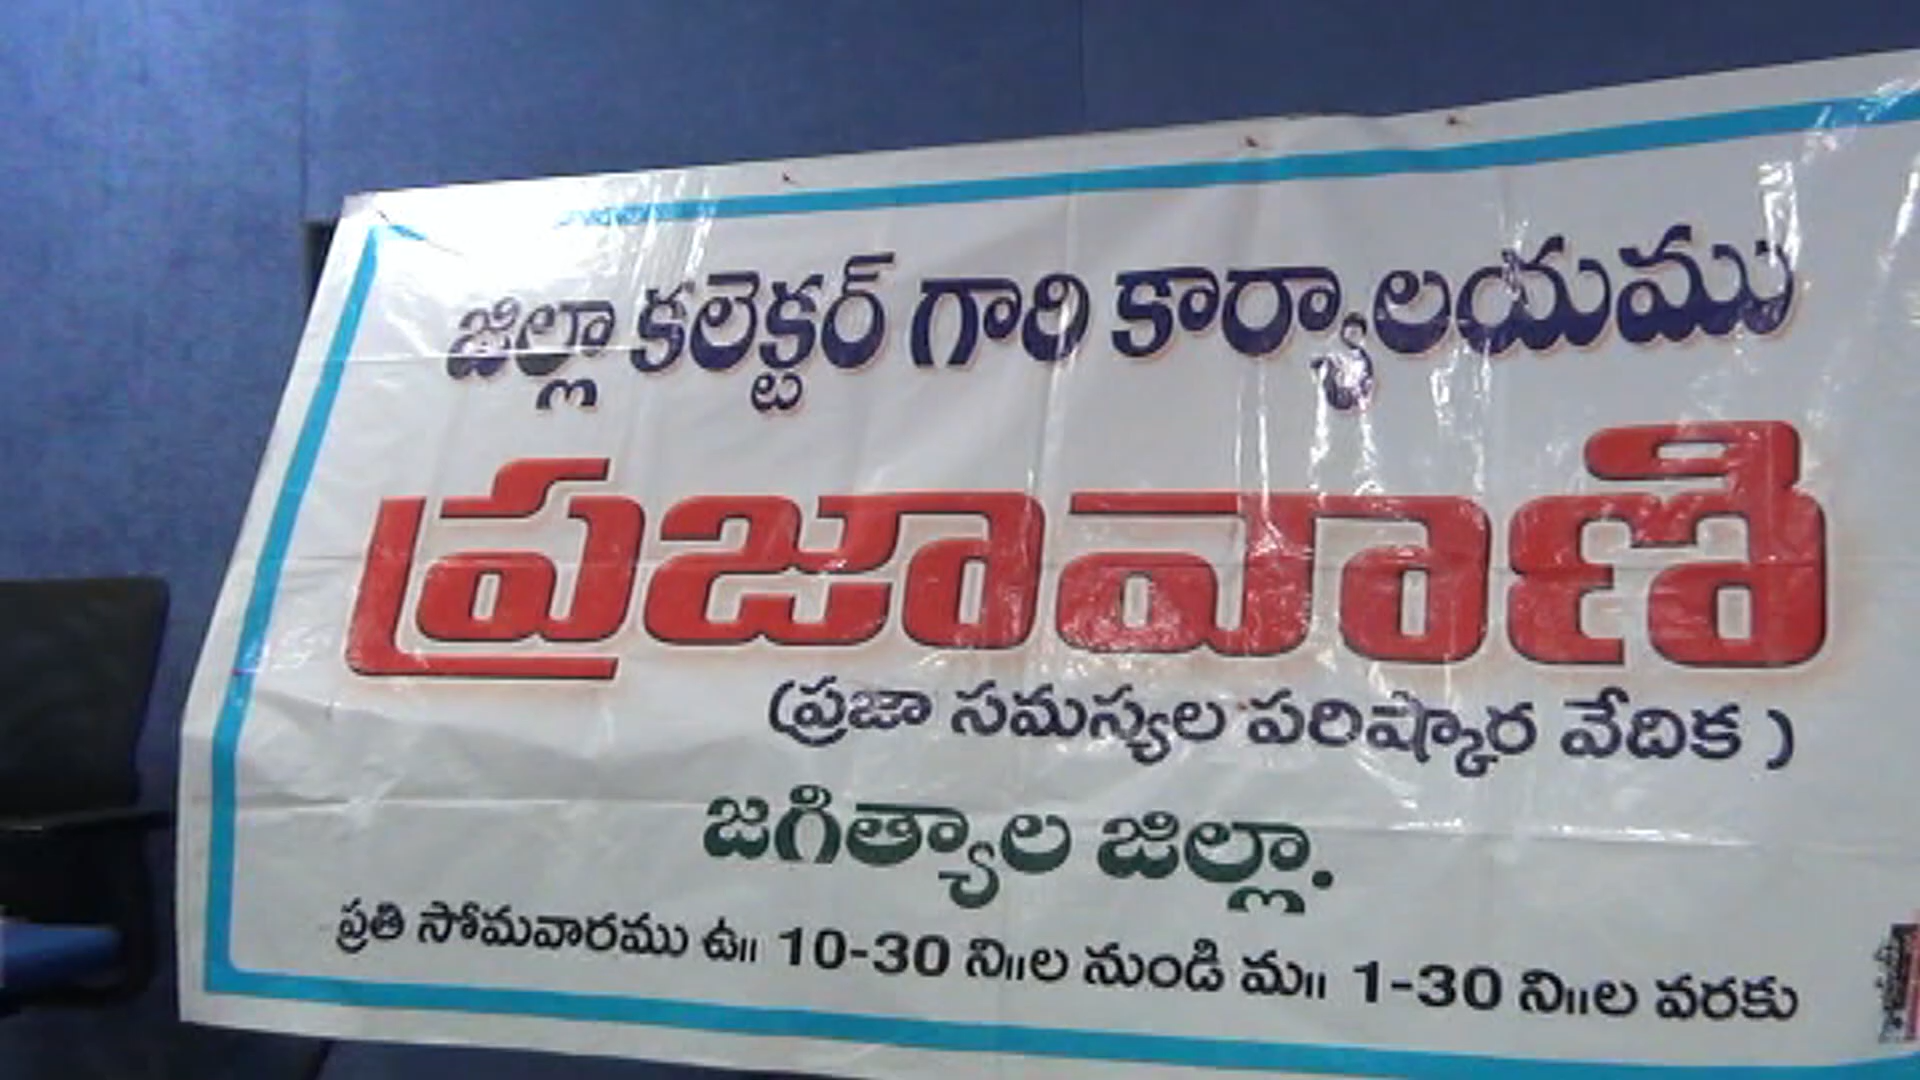 జిల్లా కలెక్టర్ గారి కార్యాలయము
ప్రజావాణి
(ప్రజా సమస్యల పరిష్కార వేదిక)
జగిత్యాల జిల్లా.
ప్రతి సోమవారము ఉ॥ 10-30 ని॥ల నుండి మ॥ 1-30 ని॥ల వరకు